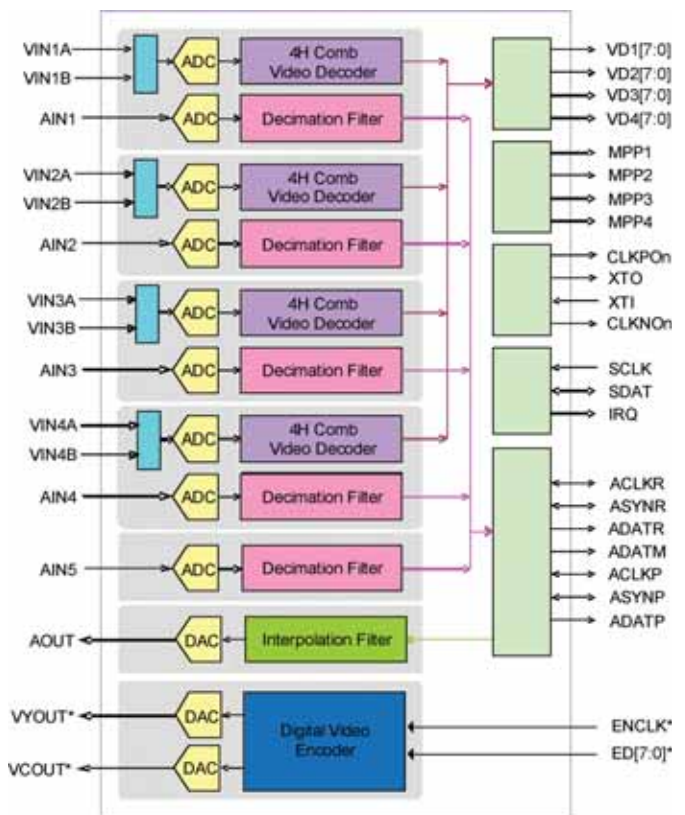 VIN1A
VIN1B
ADC
4H Comb
Video Decoder
AIN1
ADC
Decimation Filter
VIN2A
VIN2B
ADC
4H Comb
Video Decoder
AIN2
ADC
Decimation Filter
VIN3A
VIN3B
ADC
4H Comb
Video Decoder
AIN3
ADC
Decimation Filter
VIN4A
VIN4B
ADC
4H Comb
Video Decoder
AIN4
ADC
Decimation Filter
AIN5
ADC
Decimation Filter
AOUT
DAC
Interpolation Filter
VYOUT*
DAC
VCOUT*
DAC
Digital Video
Encoder
VD1[7:0]
VD2[7:0]
VD3[7:0]
VD4[7:0]
MPP1
MPP2
MPP3
MPP4
CLKPOn
XTO
XTI
CLKNOn
SCLK
SDAT
IRQ
ACLKR
ASYNR
ADATR
ADATM
ACLKP
ASYNP
ADATP
ENCLK*
ED[7:0]*